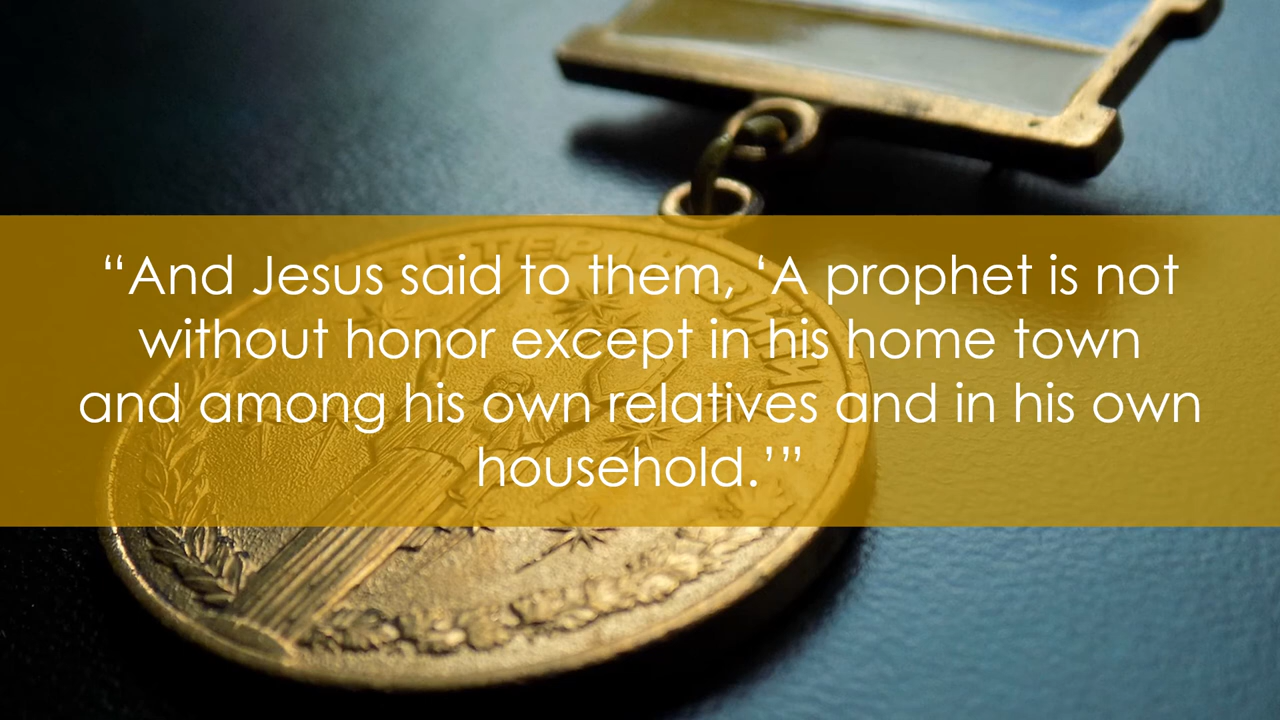 “And Jesus said to them, ‘A prophet is not
without honor except in his home town
and among his own relatives and in his own
household.’”